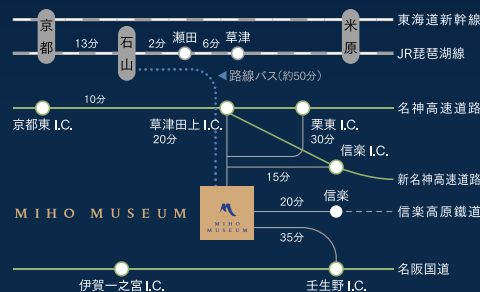 京都
米原
東海道新幹線
石山
13分
2分
瀬田
6分
草津
JR琵琶湖線
路線バス(約50分)
10分
名神高速道路
京都東 I.C.
草津田上 I.C.
20分
栗東 I.C.
30分
信楽 I.C.
15分
新名神高速道路
MIHO MUSEUM
MIHO
MUSEUM
20分
信楽
信楽高原鐵道
35分
名阪国道
伊賀一之宮 I.C.
壬生野 I.C.